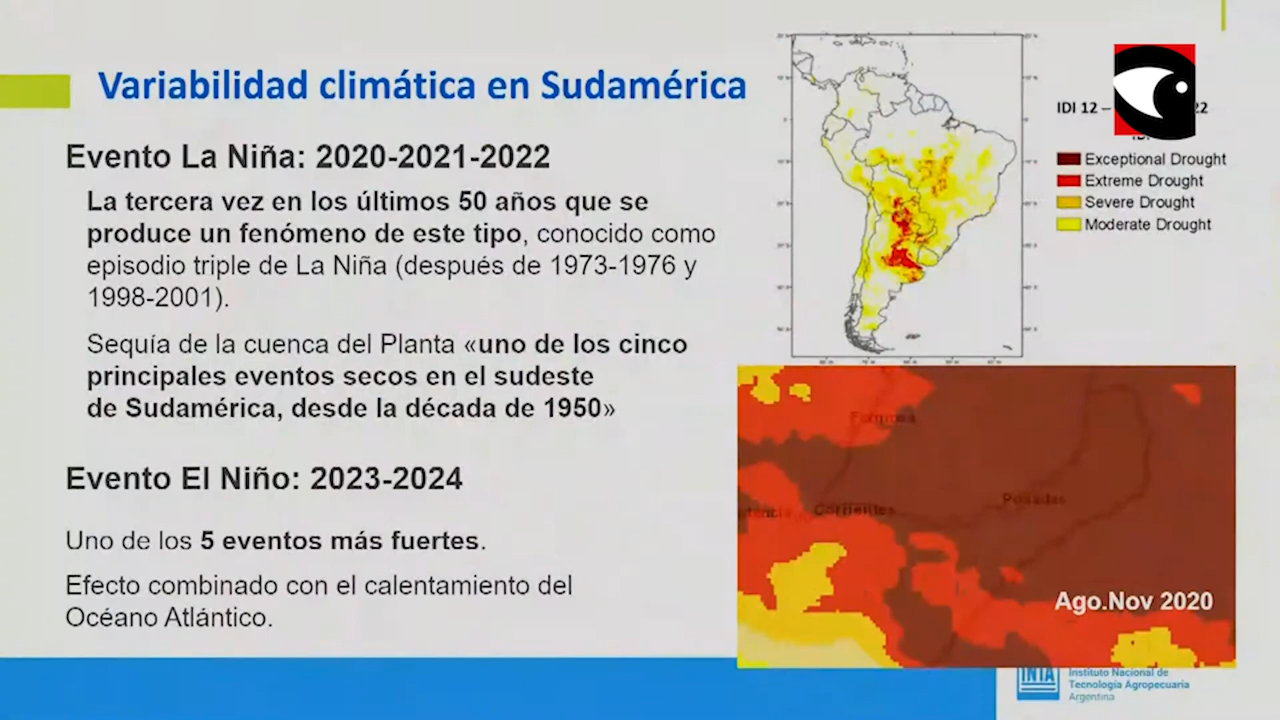 Variabilidad climática en Sudamérica
Evento La Niña: 2020-2021-2022
La tercera vez en los últimos 50 años que se
produce un fenómeno de este tipo, conocido como
episodio triple de La Niña (después de 1973-1976 y
1998-2001).
Sequía de la cuenca del Planta «uno de los cinco
principales eventos secos en el sudeste
de Sudamérica, desde la década de 1950»
Evento El Niño: 2023-2024
Uno de los 5 eventos más fuertes.
Efecto combinado con el calentamiento del
Océano Atlántico.
IDI 12 –
22
Exceptional Drought
Extreme Drought
Severe Drought
Moderate Drought
Formosa
Corrientes
Posadas
Ago.Nov 2020
INTA
Instituto Nacional de
Tecnología Agropecuaria
Argentina